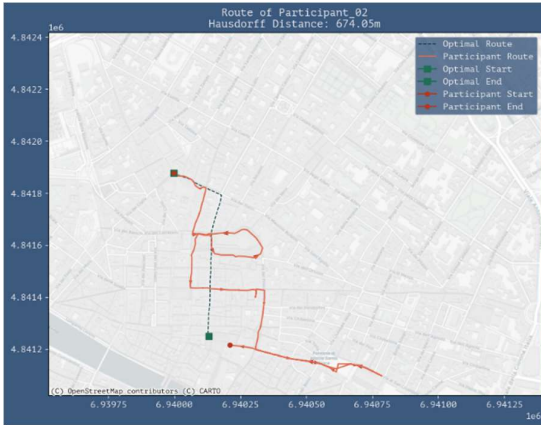 Route of Participant_02
Hausdorff Distance: 674.05m
1e6
4.8424
4.8422
4.8420
4.8418
4.8416
4.8414
4.8412
Optimal Route
Participant Route
Optimal Start
Optimal End
Participant Start
Participant End
(C) OpenStreetMap contributors (C) CARTO
6.93975
6.94000
6.94025
6.94050
6.94075
6.94100
6.94125
1e6